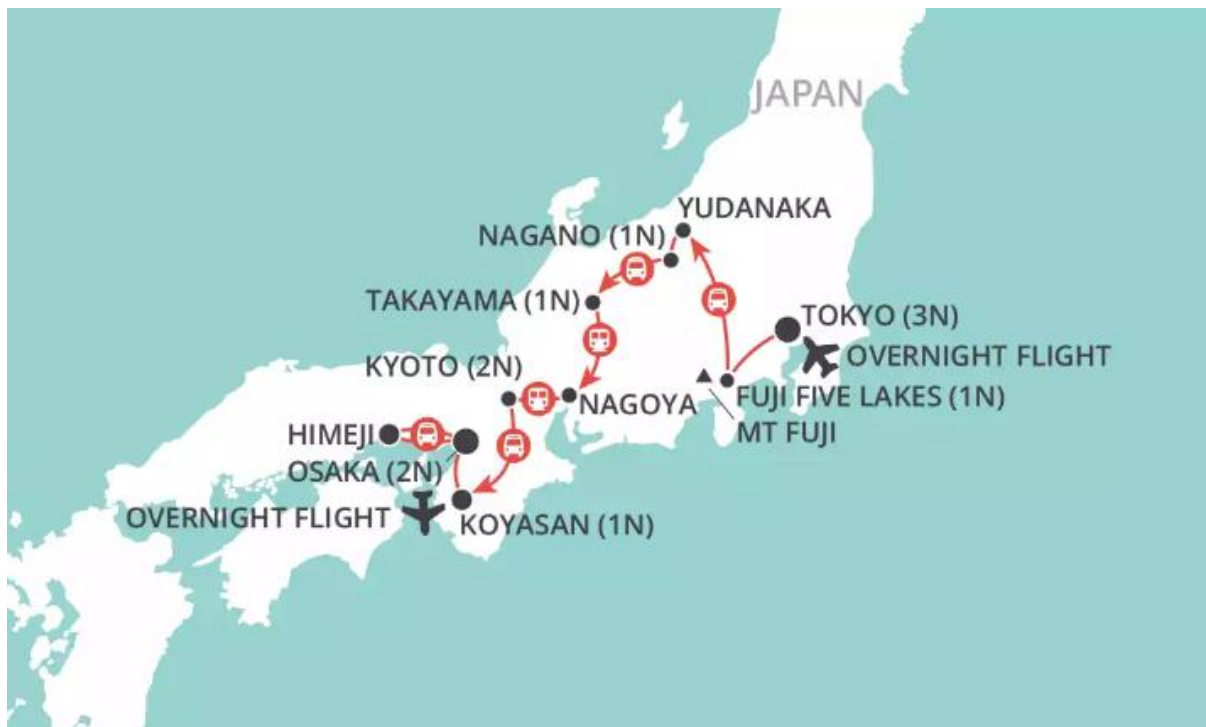 JAPAN
YUDANAKA
NAGANO (1N)
TAKAYAMA (1N)
TOKYO (3N)
OVERNIGHT FLIGHT
KYOTO (2N)
FUJI FIVE LAKES (1N)
NAGOYA
MT FUJI
HIMEJI
OSAKA (2N)
OVERNIGHT FLIGHT
KOYASAN (1N)